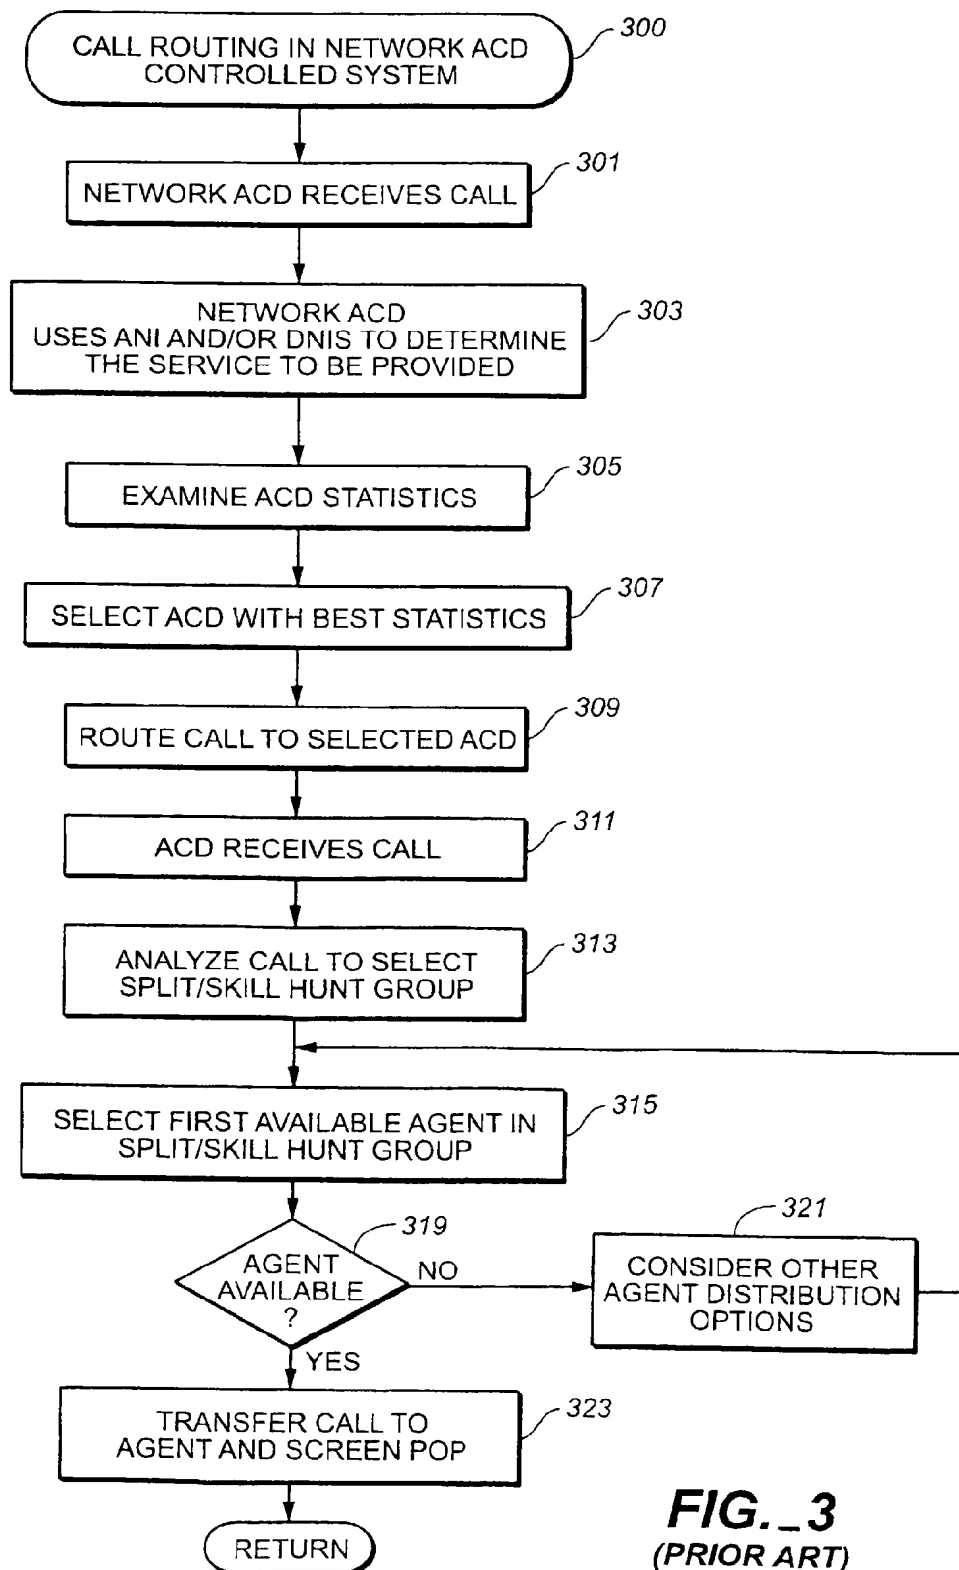 CALL ROUTING IN NETWORK ACD
CONTROLLED SYSTEM
300
301
NETWORK ACD RECEIVES CALL
303
NETWORK ACD
USES ANI AND/OR DNIS TO DETERMINE
THE SERVICE TO BE PROVIDED
305
EXAMINE ACD STATISTICS
307
SELECT ACD WITH BEST STATISTICS
309
ROUTE CALL TO SELECTED ACD
311
ACD RECEIVES CALL
313
ANALYZE CALL TO SELECT
SPLIT/SKILL HUNT GROUP
315
SELECT FIRST AVAILABLE AGENT IN
SPLIT/SKILL HUNT GROUP
319
AGENT
AVAILABLE
?
NO
321
CONSIDER OTHER
AGENT DISTRIBUTION
OPTIONS
YES
323
TRANSFER CALL TO
AGENT AND SCREEN POP
RETURN
FIG._3
(PRIOR ART)